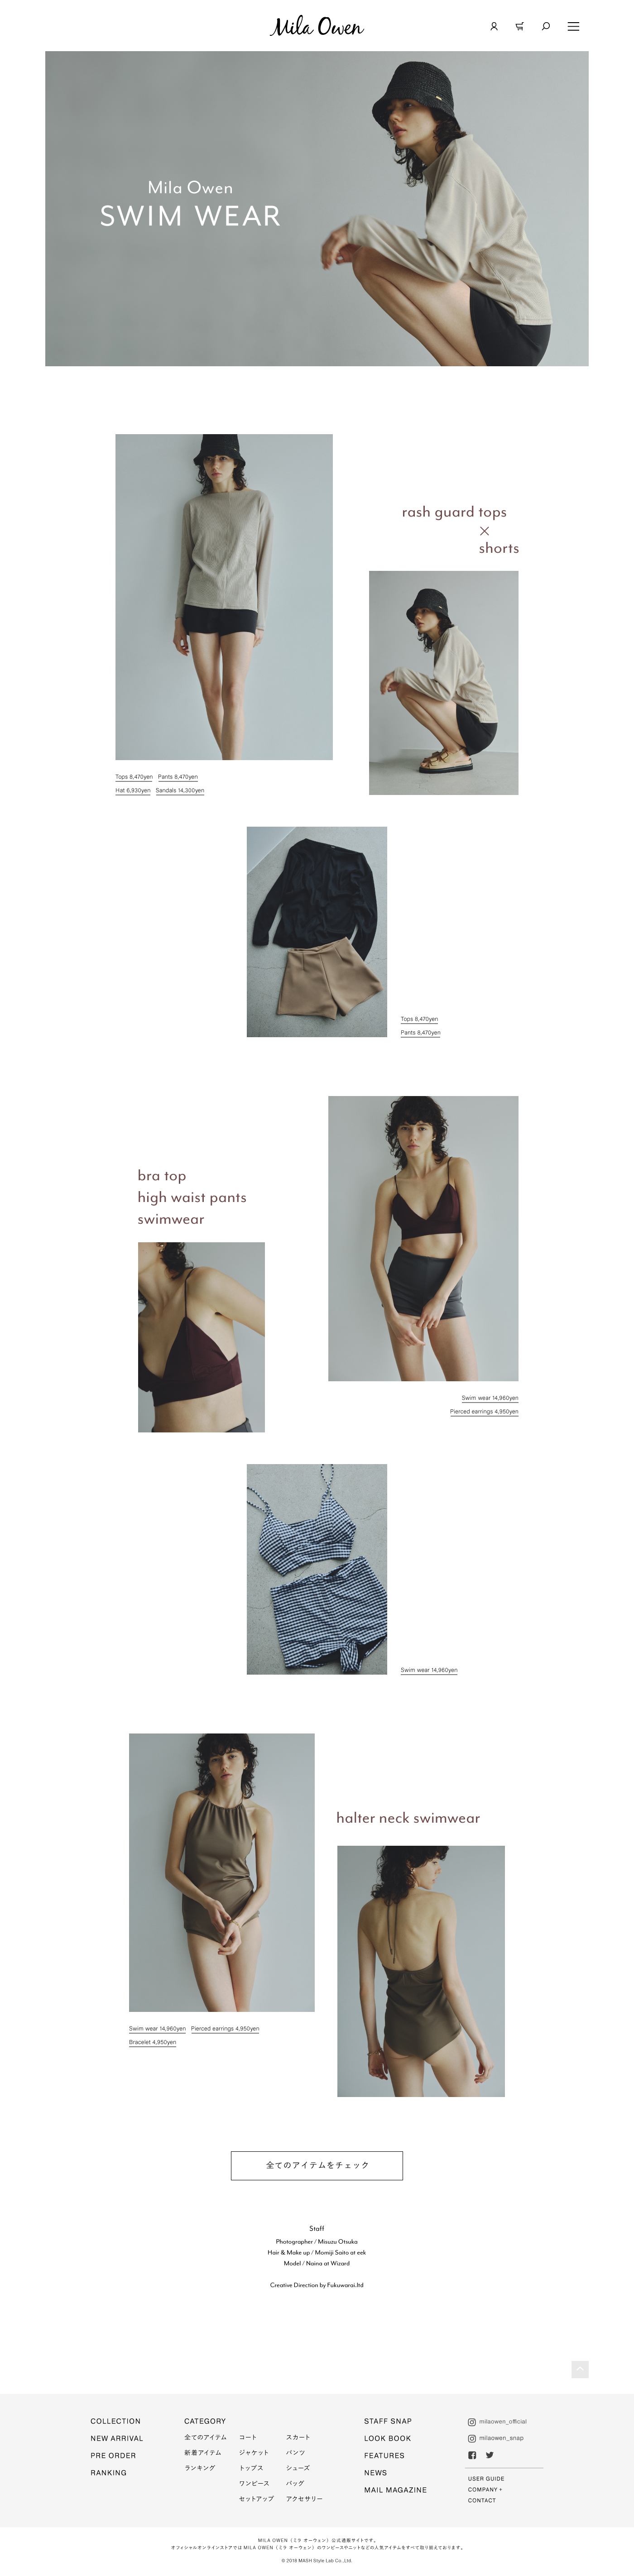 Mila Owen
Mila Owen
SWIM WEAR
rash guard tops
×
shorts
Tops 8,470yen Pants 8,470yen
Hat 6,930yen Sandals 14,300yen
Tops 8,470yen
Pants 8,470yen
bra top
high waist pants
swimwear
Swim wear 14,960yen
Pierced earrings 4,950yen
Swim wear 14,960yen
halter neck swimwear
Swim wear 14,960yen Pierced earrings 4,950yen
Bracelet 4,950yen
全てのアイテムをチェック
Staff
Photographer / Misuzu Otsuka
Hair & Make up / Momiji Saito at eek
Model / Naina at Wizard
Creative Direction by Fukuwarai.ltd
COLLECTION
NEW ARRIVAL
PRE ORDER
RANKING
CATEGORY
全てのアイテム
新着アイテム
ランキング
コート
ジャケット
トップス
ワンピース
セットアップ
スカート
パンツ
シューズ
バッグ
アクセサリー
STAFF SNAP
LOOK BOOK
FEATURES
NEWS
MAIL MAGAZINE
milaowen_official
milaowen_snap
USER GUIDE
COMPANY +
CONTACT
MILA OWEN（ミラ オーウェン）公式通販サイトです。
オフィシャルオンラインストアでは MILA OWEN（ミラ オーウェン）のワンピースやニットなどの人気アイテムをすべて取り揃えております。
© 2018 MASH Style Lab Co.,Ltd.